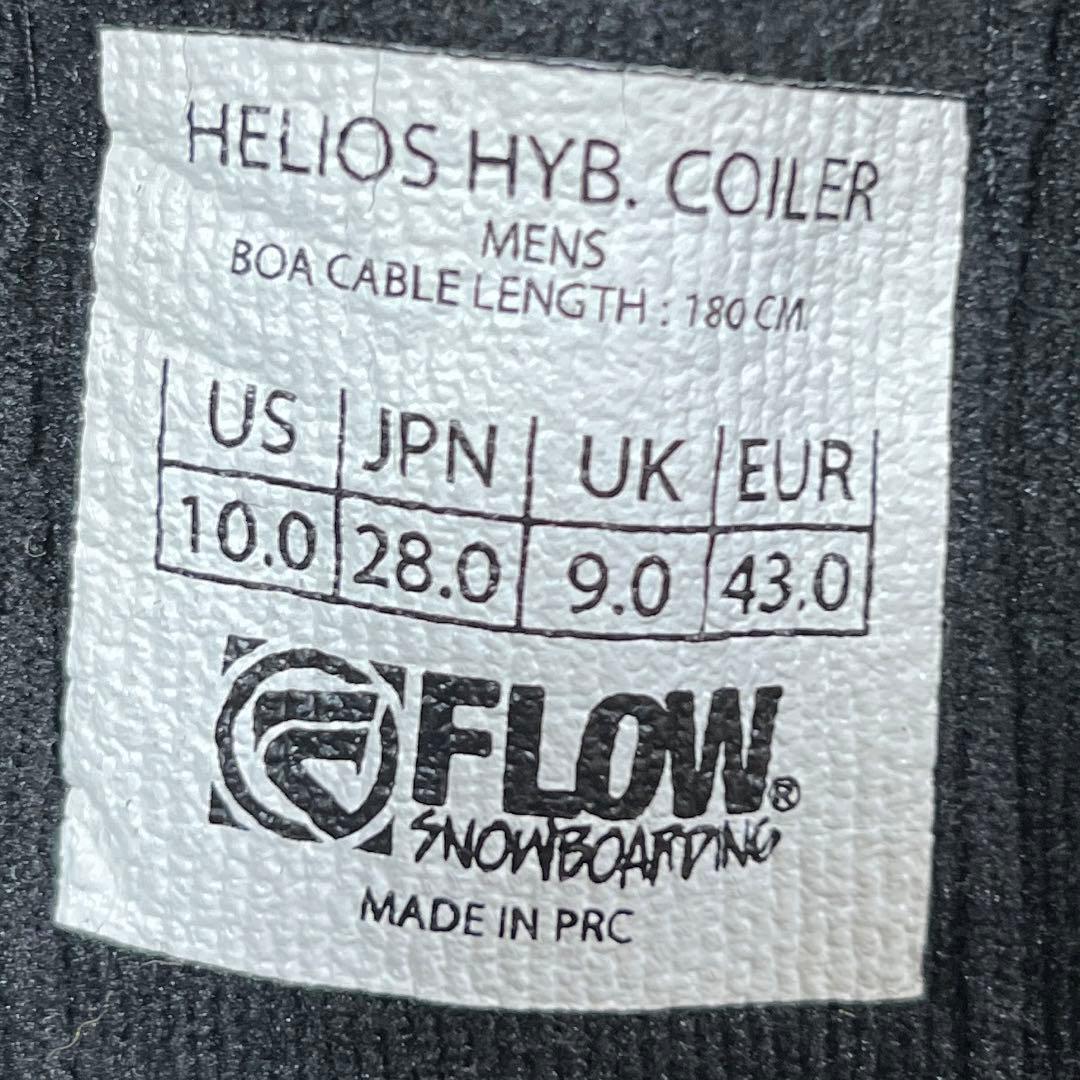 HELIOS HYB. COILER
MENS
BOA CABLE LENGTH : 180 CM
US JPN UK EUR
10.0 28.0 9.0 43.0
FLOW®
SNOWBOARDING
MADE IN PRC